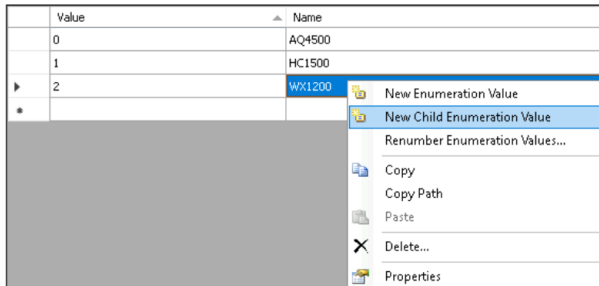 Value Name
0 AQ4500
1 HC1500
2 WX1200
New Enumeration Value
New Child Enumeration Value
Renumber Enumeration Values...
Copy
Copy Path
Paste
Delete...
Properties